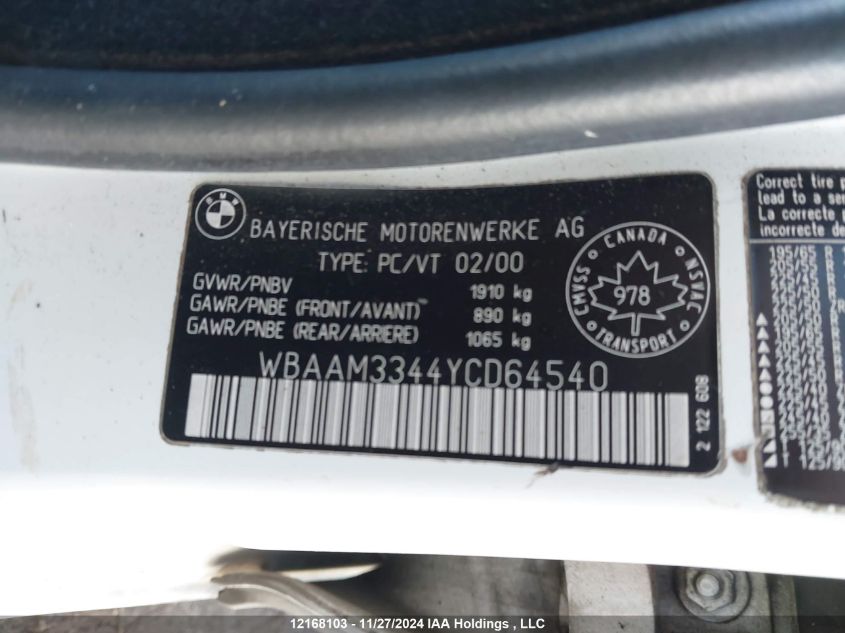 BMW
BAYERISCHE MOTORENWERKE AG
TYPE: PC/VT 02/00
GVWR/PNBV 1910 kg
GAWR/PNBE (FRONT/AVANT) 890 kg
GAWR/PNBE (REAR/ARRIERE) 1065 kg
WBAAM3344YCD64540
CANADA
CMVSS 978 NSVAC
TRANSPORT
2 122 608
Correct tire p
lead to a se
La correcte p
incorrecte de
195/65 R
12168103 - 11/27/2024 IAA Holdings , LLC